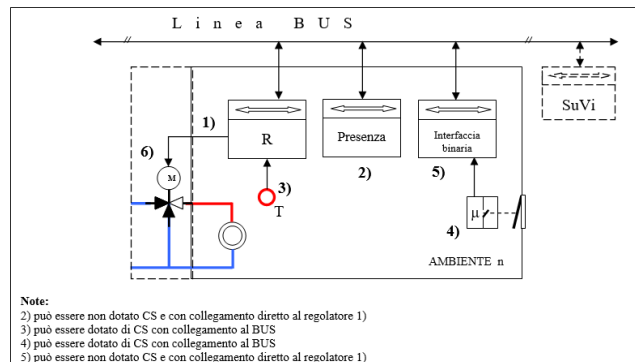 Linea BUS
SuVi
1)
R
Presenza
Interfaccia
binaria
6)
M
2)
5)
3)
T
μ
4)
AMBIENTE n
Note:
2) può essere non dotato CS e con collegamento diretto al regolatore 1)
3) può essere dotato di CS con collegamento al BUS
4) può essere dotato di CS con collegamento al BUS
5) può essere non dotato CS e con collegamento diretto al regolatore 1)